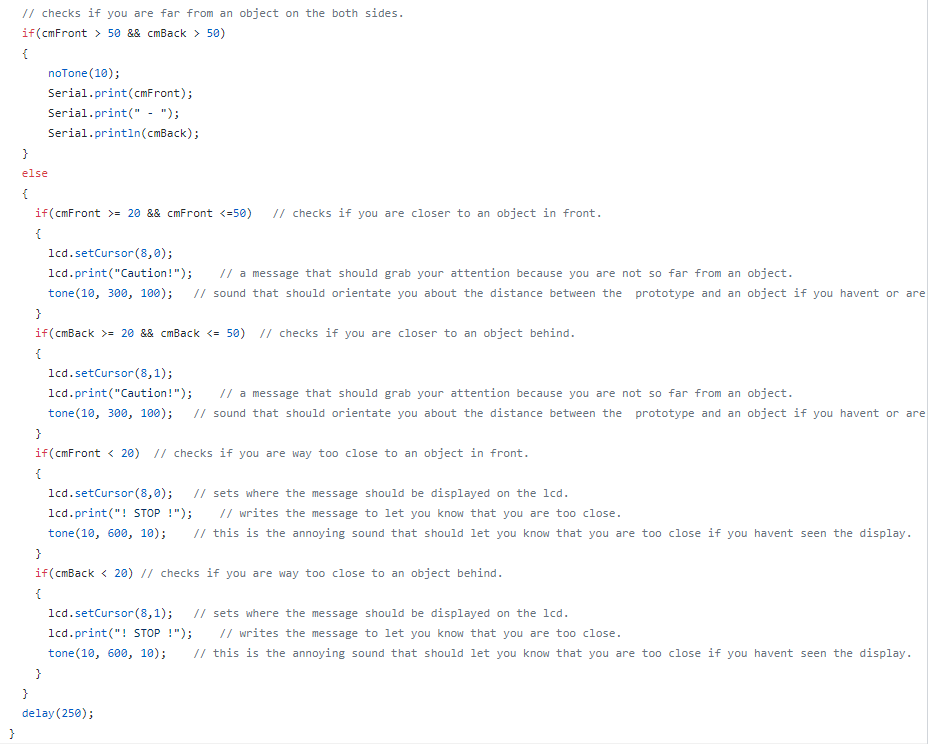 // checks if you are far from an object on the both sides.
if(cmFront > 50 && cmBack > 50)
{
noTone(10);
Serial.print(cmFront);
Serial.print(" - ");
Serial.println(cmBack);
}
else
{
if(cmFront >= 20 && cmFront <=50)   // checks if you are closer to an object in front.
{
lcd.setCursor(8,0);
lcd.print("Caution!");    // a message that should grab your attention because you are not so far from an object.
tone(10, 300, 100);   // sound that should orientate you about the distance between the  prototype and an object if you havent or are
}
if(cmBack >= 20 && cmBack <= 50)  // checks if you are closer to an object behind.
{
lcd.setCursor(8,1);
lcd.print("Caution!");    // a message that should grab your attention because you are not so far from an object.
tone(10, 300, 100);   // sound that should orientate you about the distance between the  prototype and an object if you havent or are
}
if(cmFront < 20)  // checks if you are way too close to an object in front.
{
lcd.setCursor(8,0);   // sets where the message should be displayed on the lcd.
lcd.print("! STOP !");    // writes the message to let you know that you are too close.
tone(10, 600, 10);    // this is the annoying sound that should let you know that you are too close if you havent seen the display.
}
if(cmBack < 20) // checks if you are way too close to an object behind.
{
lcd.setCursor(8,1);   // sets where the message should be displayed on the lcd.
lcd.print("! STOP !");    // writes the message to let you know that you are too close.
tone(10, 600, 10);    // this is the annoying sound that should let you know that you are too close if you havent seen the display.
}
}
delay(250);
}